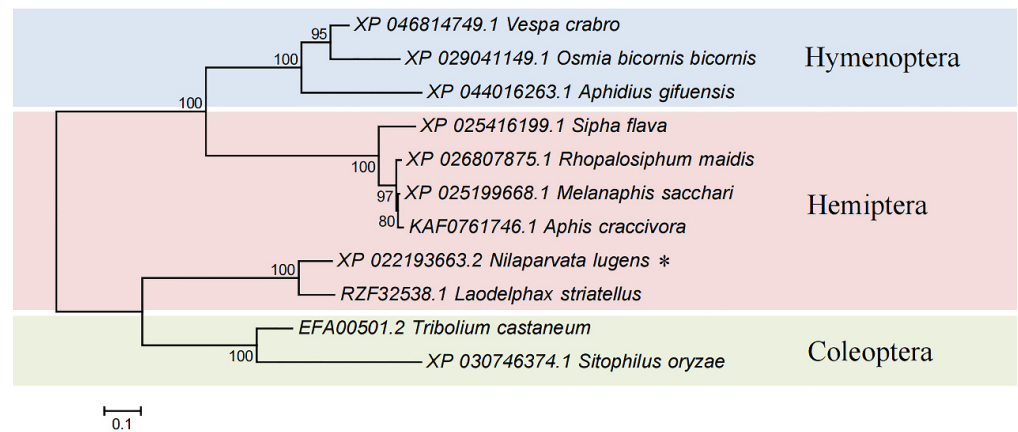 95
XP 046814749.1 Vespa crabro
100
XP 029041149.1 Osmia bicornis bicornis
Hymenoptera
100
XP 044016263.1 Aphidius gifuensis
XP 025416199.1 Sipha flava
100
XP 026807875.1 Rhopalosiphum maidis
97
XP 025199668.1 Melanaphis sacchari
Hemiptera
80
KAF0761746.1 Aphis craccivora
100
XP 022193663.2 Nilaparvata lugens *
RZF32538.1 Laodelphax striatellus
EFA00501.2 Tribolium castaneum
100
XP 030746374.1 Sitophilus oryzae
Coleoptera
0.1